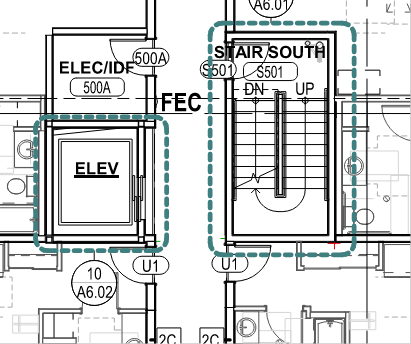 A6.01
STAIR SOUTH
500A
ELEC/IDF
S501
S501
500A
DN
UP
FEC
ELEV
U1
U1
10
A6.02
2C
2C